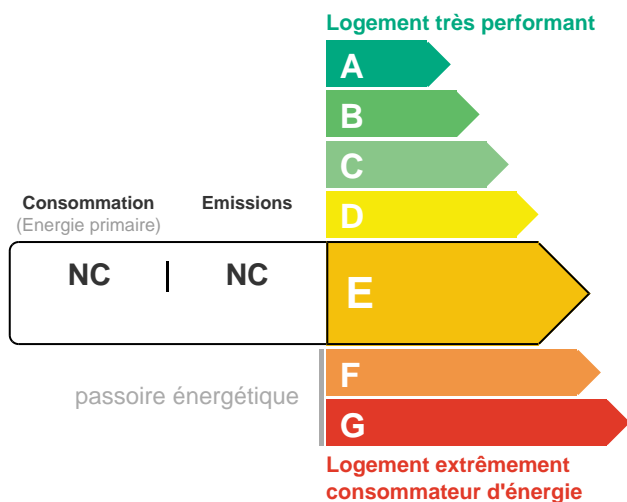 Logement très performant
A
B
C
Consommation Emissions
(Energie primaire)
D
NC | NC
E
F
passoire énergétique
G
Logement extrêmement
consommateur d'énergie